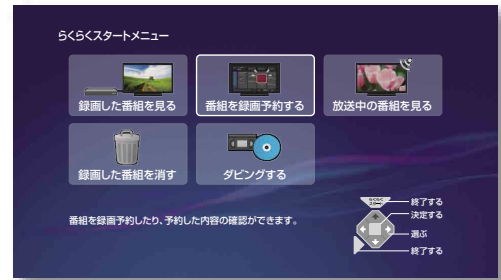 らくらくスタートメニュー
録画した番組を見る
番組を録画予約する
放送中の番組を見る
録画した番組を消す
ダビングする
番組を録画予約したり、予約した内容の確認ができます。
終了する
決定する
選ぶ
終了する